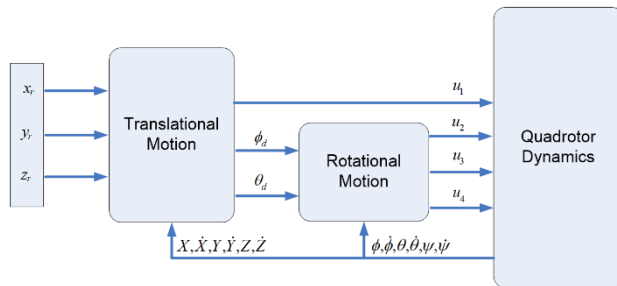 x_r
y_r
z_r
Translational
Motion
ϕ_d
θ_d
Rotational
Motion
u_1
u_2
u_3
u_4
Quadrotor
Dynamics
X,Ẋ,Y,Ẏ,Z,Ż
ϕ,ϕ̇,θ,θ̇,ψ,ψ̇